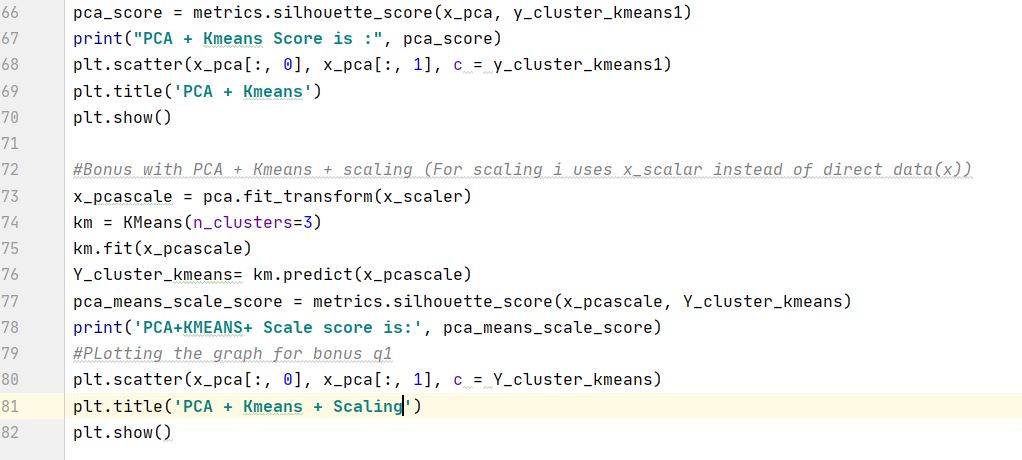 66 pca_score = metrics.silhouette_score(x_pca, y_cluster_kmeans1)
67 print("PCA + Kmeans Score is :", pca_score)
68 plt.scatter(x_pca[:, 0], x_pca[:, 1], c = y_cluster_kmeans1)
69 plt.title('PCA + Kmeans')
70 plt.show()
71
72 #Bonus with PCA + Kmeans + scaling (For scaling i uses x_scalar instead of direct data(x))
73 x_pcascale = pca.fit_transform(x_scaler)
74 km = KMeans(n_clusters=3)
75 km.fit(x_pcascale)
76 Y_cluster_kmeans= km.predict(x_pcascale)
77 pca_means_scale_score = metrics.silhouette_score(x_pcascale, Y_cluster_kmeans)
78 print('PCA+KMEANS+ Scale score is:', pca_means_scale_score)
79 #PLotting the graph for bonus q1
80 plt.scatter(x_pca[:, 0], x_pca[:, 1], c = Y_cluster_kmeans)
81 plt.title('PCA + Kmeans + Scaling')
82 plt.show()